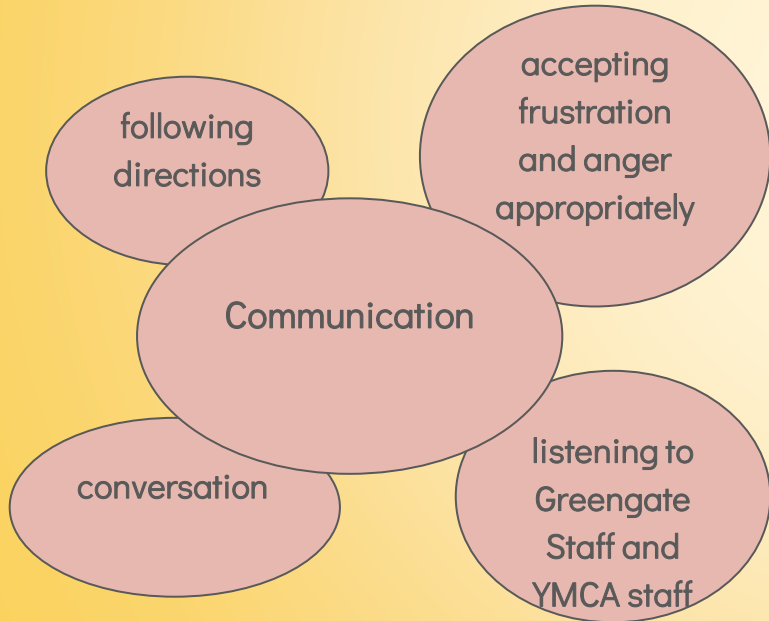 following
directions
accepting
frustration
and anger
appropriately
Communication
conversation
listening to
Greengate
Staff and
YMCA staff